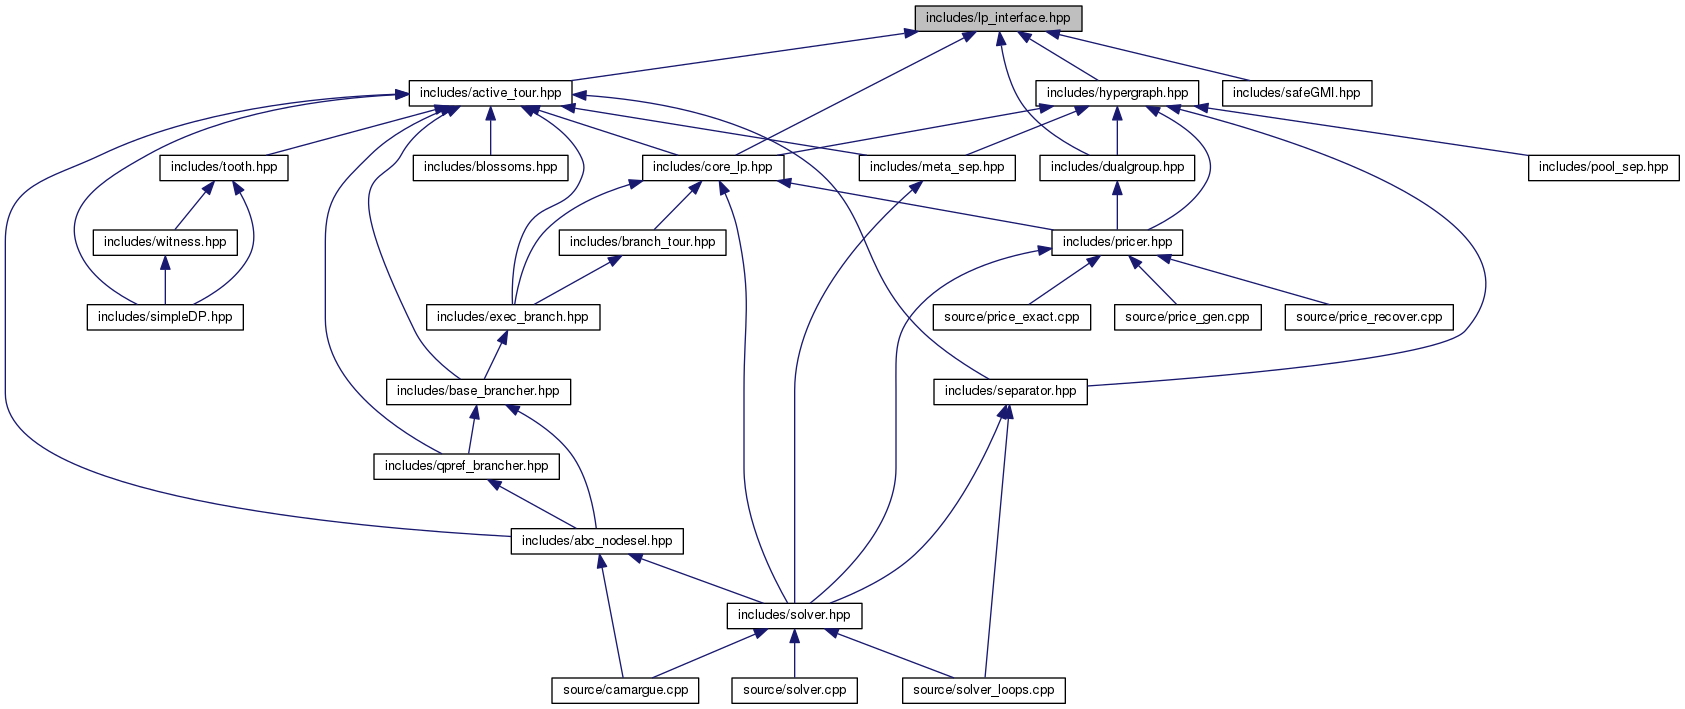 includes/lp_interface.hpp
includes/active_tour.hpp
includes/hypergraph.hpp
includes/safeGMI.hpp
includes/tooth.hpp
includes/blossoms.hpp
includes/core_lp.hpp
includes/meta_sep.hpp
includes/dualgroup.hpp
includes/pool_sep.hpp
includes/witness.hpp
includes/branch_tour.hpp
includes/pricer.hpp
includes/simpleDP.hpp
includes/exec_branch.hpp
source/price_exact.cpp
source/price_gen.cpp
source/price_recover.cpp
includes/base_brancher.hpp
includes/separator.hpp
includes/qpref_brancher.hpp
includes/abc_nodesel.hpp
includes/solver.hpp
source/camargue.cpp
source/solver.cpp
source/solver_loops.cpp